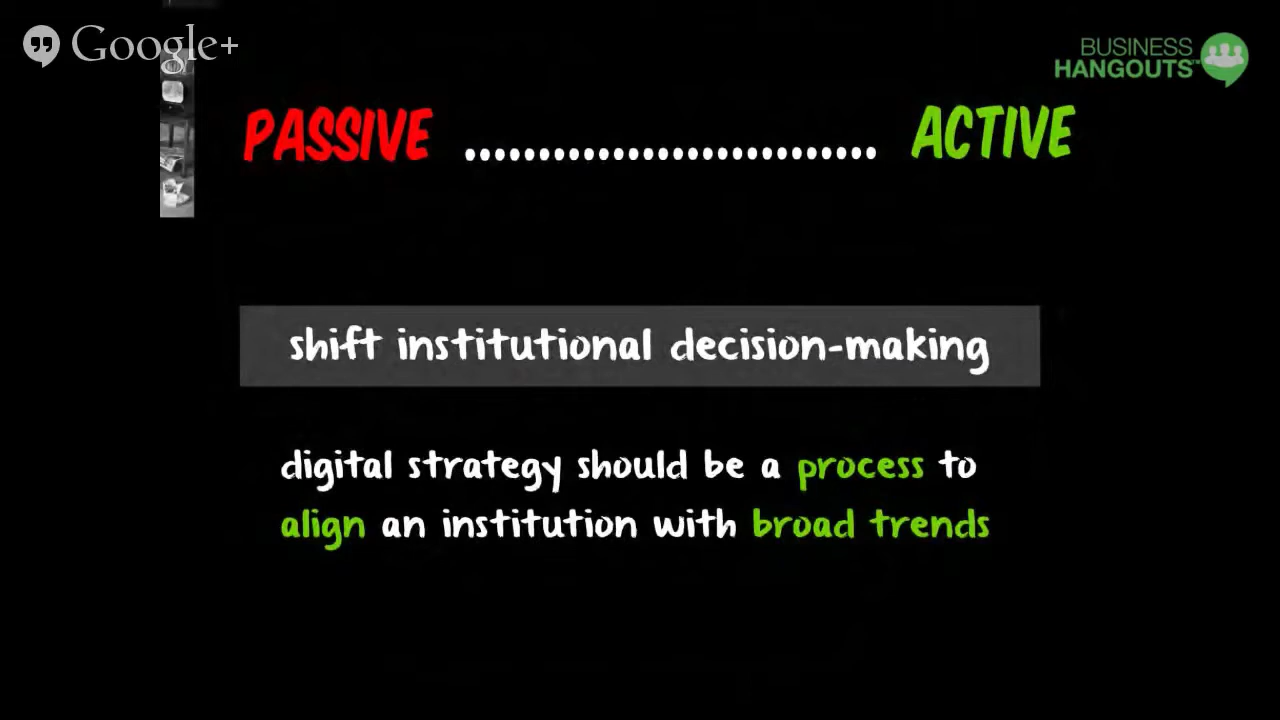 Google+
BUSINESS
HANGOUTS™
PASSIVE ............................ ACTIVE
shift institutional decision-making
digital strategy should be a process to
align an institution with broad trends